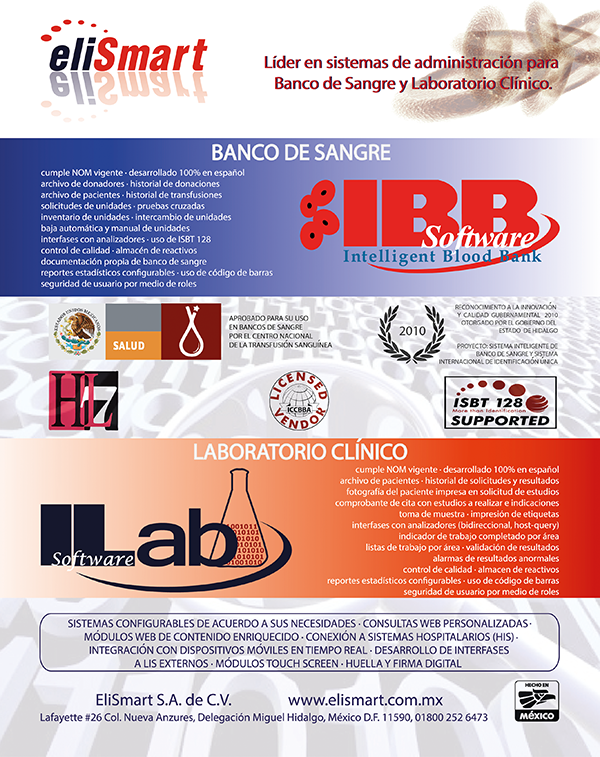 eliSmart
Líder en sistemas de administración para
Banco de Sangre y Laboratorio Clínico.
BANCO DE SANGRE
cumple NOM vigente · desarrollado 100% en español
archivo de donadores · historial de donaciones
archivo de pacientes · historial de transfusiones
solicitudes de unidades · pruebas cruzadas
inventario de unidades · intercambio de unidades
baja automática y manual de unidades
interfases con analizadores · uso de ISBT 128
control de calidad · almacén de reactivos
documentación propia de banco de sangre
reportes estadísticos configurables · uso de código de barras
seguridad de usuario por medio de roles
IBB
Software
Intelligent Blood Bank
ESTADOS UNIDOS MEXICANOS
SALUD
APROBADO PARA SU USO
EN BANCOS DE SANGRE
POR EL CENTRO NACIONAL
DE LA TRANSFUSIÓN SANGUÍNEA
2010
RECONOCIMIENTO A LA INNOVACIÓN
Y CALIDAD GUBERNAMENTAL 2010
OTORGADO POR EL GOBIERNO DEL
ESTADO DE HIDALGO
PROYECTO: SISTEMA INTELIGENTE DE
BANCO DE SANGRE Y SISTEMA
INTERNACIONAL DE IDENTIFICACIÓN ÚNICA
HL7
LICENSED
ICCBBA
VENDOR
ISBT 128
More than Identification
SUPPORTED
LABORATORIO CLÍNICO
cumple NOM vigente · desarrollado 100% en español
archivo de pacientes · historial de solicitudes y resultados
fotografía del paciente impresa en solicitud de estudios
comprobante de cita con estudios a realizar e indicaciones
toma de muestra · impresión de etiquetas
interfases con analizadores (bidireccional, host-query)
indicador de trabajo completado por área
listas de trabajo por área · validación de resultados
alarmas de resultados anormales
control de calidad · almacen de reactivos
reportes estadísticos configurables · uso de código de barras
seguridad de usuario por medio de roles
ILab
Software
SISTEMAS CONFIGURABLES DE ACUERDO A SUS NECESIDADES · CONSULTAS WEB PERSONALIZADAS ·
MÓDULOS WEB DE CONTENIDO ENRIQUECIDO · CONEXIÓN A SISTEMAS HOSPITALARIOS (HIS) ·
INTEGRACIÓN CON DISPOSITIVOS MÓVILES EN TIEMPO REAL · DESARROLLO DE INTERFASES
A LIS EXTERNOS · MÓDULOS TOUCH SCREEN · HUELLA Y FIRMA DIGITAL
EliSmart S.A. de C.V. www.elismart.com.mx
Lafayette #26 Col. Nueva Anzures, Delegación Miguel Hidalgo, México D.F. 11590, 01800 252 6473
HECHO EN
MÉXICO